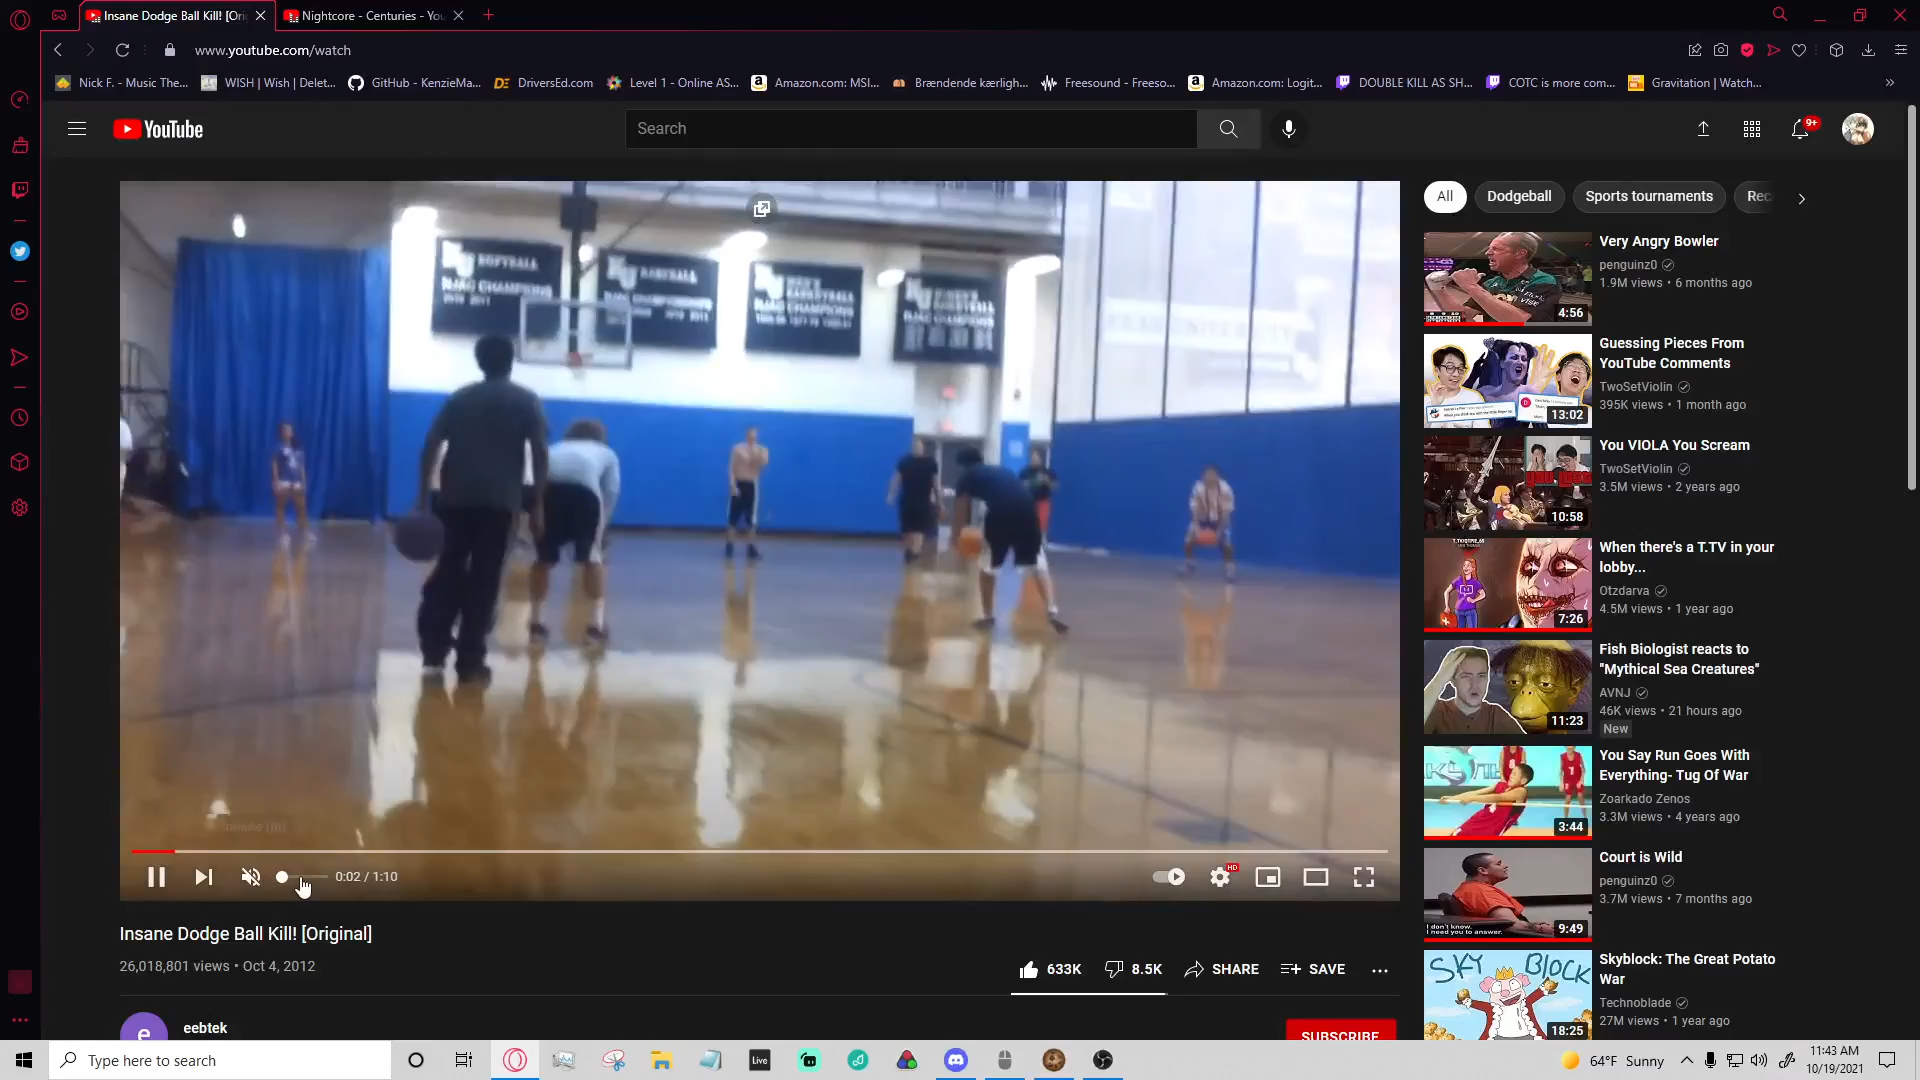 Insane Dodge Ball Kill! [Ori
Nightcore - Centuries - You
www.youtube.com/watch
Nick F. - Music The...
WISH | Wish | Delet...
GitHub - KenzieMa...
DriversEd.com
Level 1 - Online AS...
Amazon.com: MSI...
Brændende kærligh...
Freesound - Freeso...
Amazon.com: Logit...
DOUBLE KILL AS SH...
COTC is more com...
Gravitation | Watch...
YouTube
Search
9+
All
Dodgeball
Sports tournaments
Rec
Very Angry Bowler
penguinz0
1.9M views • 6 months ago
4:56
Guessing Pieces From
YouTube Comments
TwoSetViolin
395K views • 1 month ago
13:02
You VIOLA You Scream
TwoSetViolin
3.5M views • 2 years ago
10:58
When there's a T.TV in your
lobby...
Otzdarva
4.5M views • 1 year ago
7:26
Fish Biologist reacts to
"Mythical Sea Creatures"
AVNJ
46K views • 21 hours ago
New
11:23
You Say Run Goes With
Everything- Tug Of War
Zoarkado Zenos
3.3M views • 4 years ago
3:44
Court is Wild
penguinz0
3.7M views • 7 months ago
I don't know.
I need you to answer.
9:49
Skyblock: The Great Potato
War
Technoblade
27M views • 1 year ago
SKY BLOCK
18:25
0:02 / 1:10
HD
Insane Dodge Ball Kill! [Original]
26,018,801 views • Oct 4, 2012
633K
8.5K
SHARE
SAVE
e
eebtek
SUBSCRIBE
Type here to search
Live
64°F Sunny
11:43 AM
10/19/2021